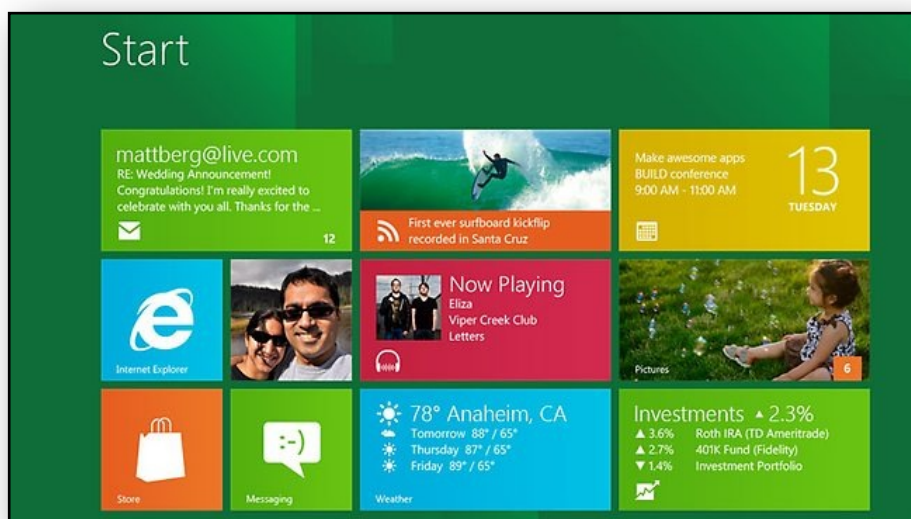 Start
mattberg@live.com
RE: Wedding Announcement!
Congratulations! I'm really excited to
celebrate with you all. Thanks for the ...
12
First ever surfboard kickflip
recorded in Santa Cruz
Make awesome apps
BUILD conference
9:00 AM - 11:00 AM
13
TUESDAY
Internet Explorer
Now Playing
Eliza
Viper Creek Club
Letters
Pictures
6
Store
:-)
Messaging
78° Anaheim, CA
Tomorrow 88° / 65°
Thursday 87° / 65°
Friday 89° / 65°
Weather
Investments ▲ 2.3%
▲ 3.6% Roth IRA (TD Ameritrade)
▲ 2.7% 401K Fund (Fidelity)
▼ 1.4% Investment Portfolio